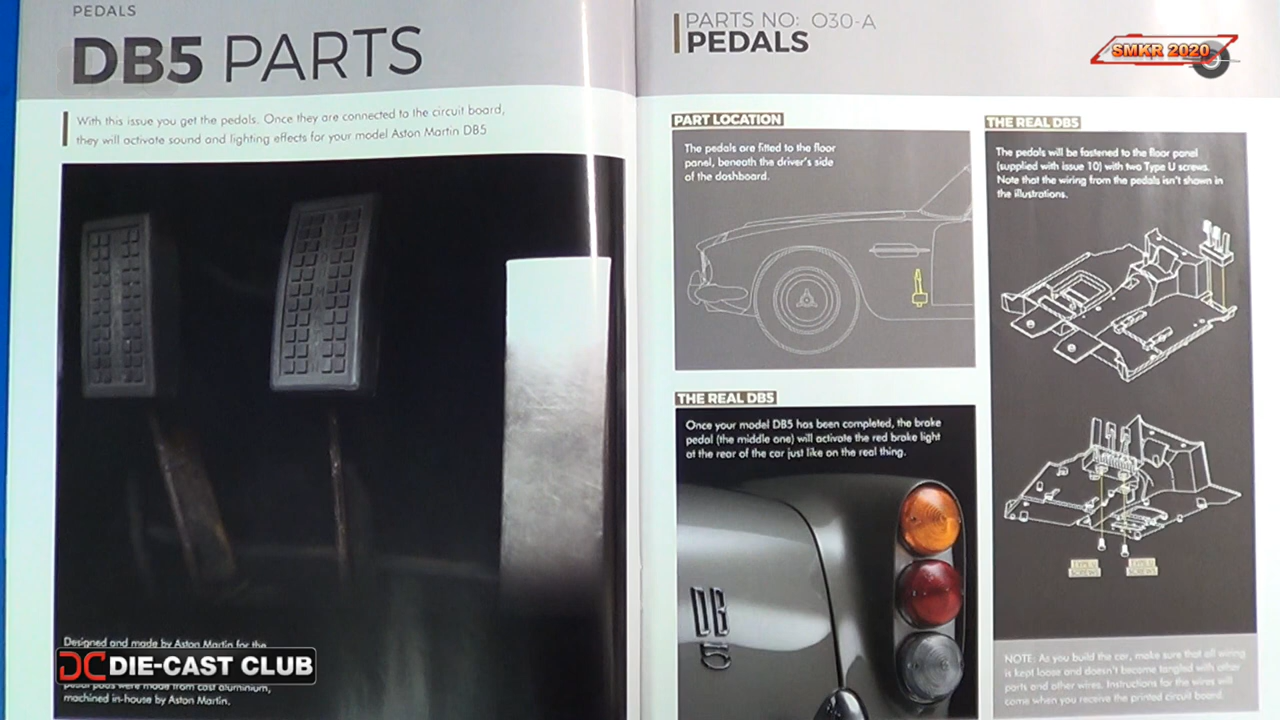 PEDALS
DB5 PARTS
With this issue you get the pedals. Once they are connected to the circuit board,
they will activate sound and lighting effects for your model Aston Martin DB5
Designed and made by Aston Martin for the
DC DIE-CAST CLUB
pedal pads were made from cast aluminium,
machined in-house by Aston Martin.
PARTS NO: 030-A
PEDALS
SMKR 2020
PART LOCATION
The pedals are fitted to the floor
panel, beneath the driver's side
of the dashboard.
THE REAL DB5
Once your model DB5 has been completed, the brake
pedal (the middle one) will activate the red brake light
at the rear of the car just like on the real thing.
DB
5
THE REAL DB5
The pedals will be fastened to the floor panel
(supplied with issue 10) with two Type U screws.
Note that the wiring from the pedals isn't shown in
the illustrations.
TYPE U
SCREWS
TYPE U
SCREWS
NOTE: As you build the car, make sure that all wiring
is kept loose and doesn't become tangled with other
parts and other wires. Instructions for the wires will
come when you receive the printed circuit board.